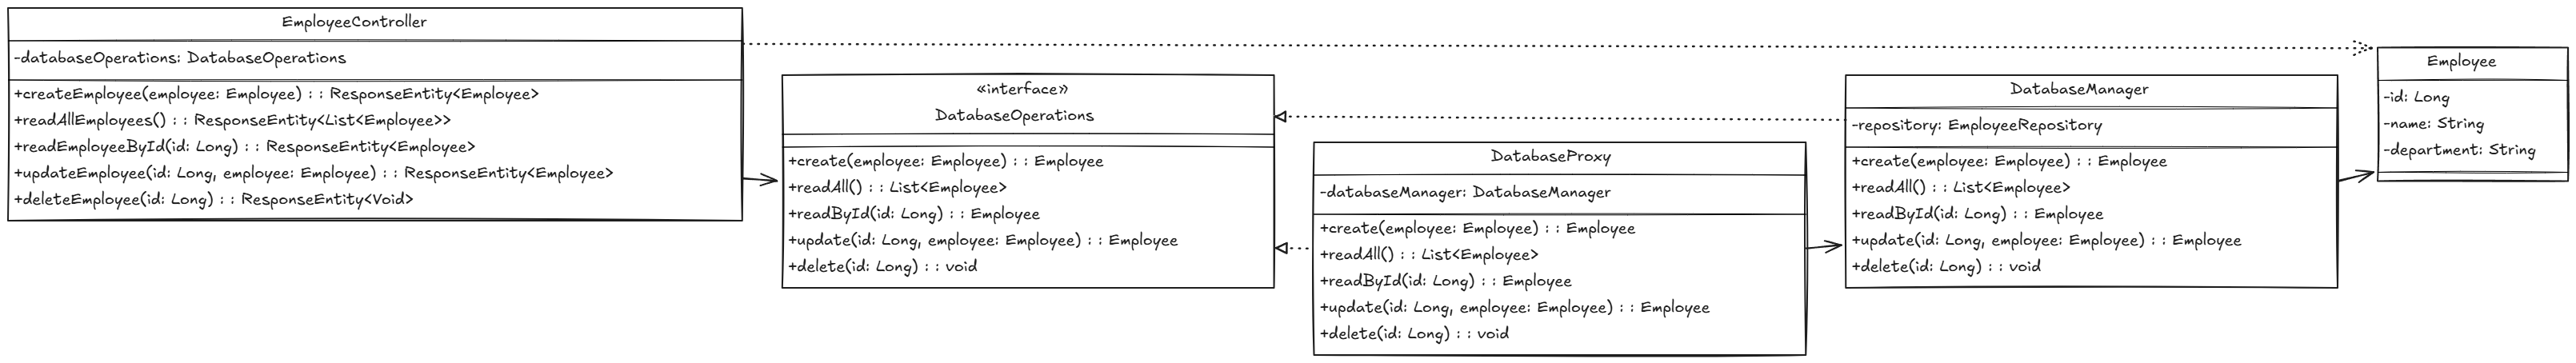 EmployeeController
-databaseOperations: DatabaseOperations
+createEmployee(employee: Employee) : : ResponseEntity<Employee>
+readAllEmployees() : : ResponseEntity<List<Employee>>
+readEmployeeById(id: Long) : : ResponseEntity<Employee>
+updateEmployee(id: Long, employee: Employee) : : ResponseEntity<Employee>
+deleteEmployee(id: Long) : : ResponseEntity<Void>
«interface»
DatabaseOperations
+create(employee: Employee) : : Employee
+readAll() : : List<Employee>
+readById(id: Long) : : Employee
+update(id: Long, employee: Employee) : : Employee
+delete(id: Long) : : void
DatabaseProxy
-databaseManager: DatabaseManager
+create(employee: Employee) : : Employee
+readAll() : : List<Employee>
+readById(id: Long) : : Employee
+update(id: Long, employee: Employee) : : Employee
+delete(id: Long) : : void
DatabaseManager
-repository: EmployeeRepository
+create(employee: Employee) : : Employee
+readAll() : : List<Employee>
+readById(id: Long) : : Employee
+update(id: Long, employee: Employee) : : Employee
+delete(id: Long) : : void
Employee
-id: Long
-name: String
-department: String